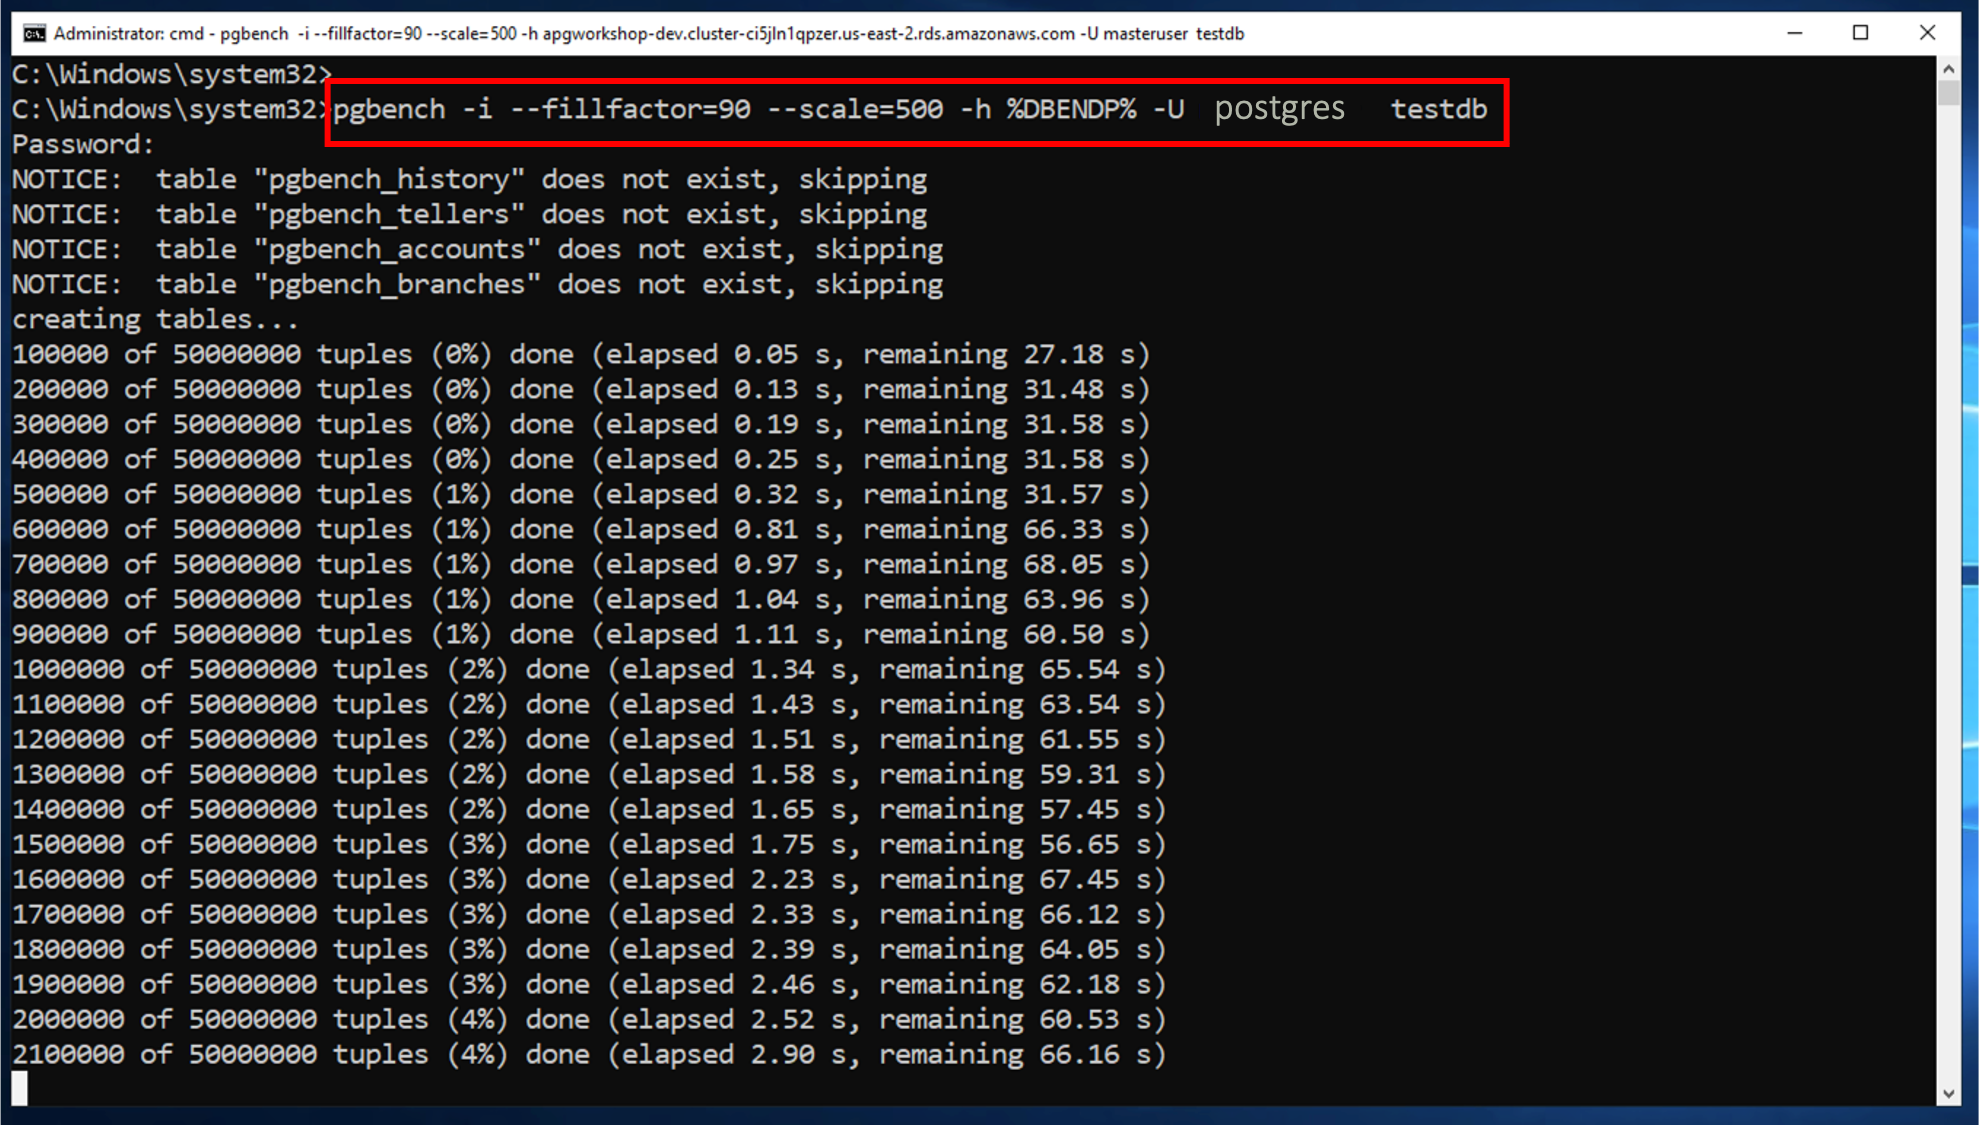 Administrator: cmd - pgbench  -i --fillfactor=90 --scale=500 -h apgworkshop-dev.cluster-ci5jln1qpzer.us-east-2.rds.amazonaws.com -U masteruser  testdb
C:\Windows\system32>
C:\Windows\system32>pgbench -i --fillfactor=90 --scale=500 -h %DBENDP% -U postgres testdb
Password:
NOTICE:  table "pgbench_history" does not exist, skipping
NOTICE:  table "pgbench_tellers" does not exist, skipping
NOTICE:  table "pgbench_accounts" does not exist, skipping
NOTICE:  table "pgbench_branches" does not exist, skipping
creating tables...
100000 of 50000000 tuples (0%) done (elapsed 0.05 s, remaining 27.18 s)
200000 of 50000000 tuples (0%) done (elapsed 0.13 s, remaining 31.48 s)
300000 of 50000000 tuples (0%) done (elapsed 0.19 s, remaining 31.58 s)
400000 of 50000000 tuples (0%) done (elapsed 0.25 s, remaining 31.58 s)
500000 of 50000000 tuples (1%) done (elapsed 0.32 s, remaining 31.57 s)
600000 of 50000000 tuples (1%) done (elapsed 0.81 s, remaining 66.33 s)
700000 of 50000000 tuples (1%) done (elapsed 0.97 s, remaining 68.05 s)
800000 of 50000000 tuples (1%) done (elapsed 1.04 s, remaining 63.96 s)
900000 of 50000000 tuples (1%) done (elapsed 1.11 s, remaining 60.50 s)
1000000 of 50000000 tuples (2%) done (elapsed 1.34 s, remaining 65.54 s)
1100000 of 50000000 tuples (2%) done (elapsed 1.43 s, remaining 63.54 s)
1200000 of 50000000 tuples (2%) done (elapsed 1.51 s, remaining 61.55 s)
1300000 of 50000000 tuples (2%) done (elapsed 1.58 s, remaining 59.31 s)
1400000 of 50000000 tuples (2%) done (elapsed 1.65 s, remaining 57.45 s)
1500000 of 50000000 tuples (3%) done (elapsed 1.75 s, remaining 56.65 s)
1600000 of 50000000 tuples (3%) done (elapsed 2.23 s, remaining 67.45 s)
1700000 of 50000000 tuples (3%) done (elapsed 2.33 s, remaining 66.12 s)
1800000 of 50000000 tuples (3%) done (elapsed 2.39 s, remaining 64.05 s)
1900000 of 50000000 tuples (3%) done (elapsed 2.46 s, remaining 62.18 s)
2000000 of 50000000 tuples (4%) done (elapsed 2.52 s, remaining 60.53 s)
2100000 of 50000000 tuples (4%) done (elapsed 2.90 s, remaining 66.16 s)